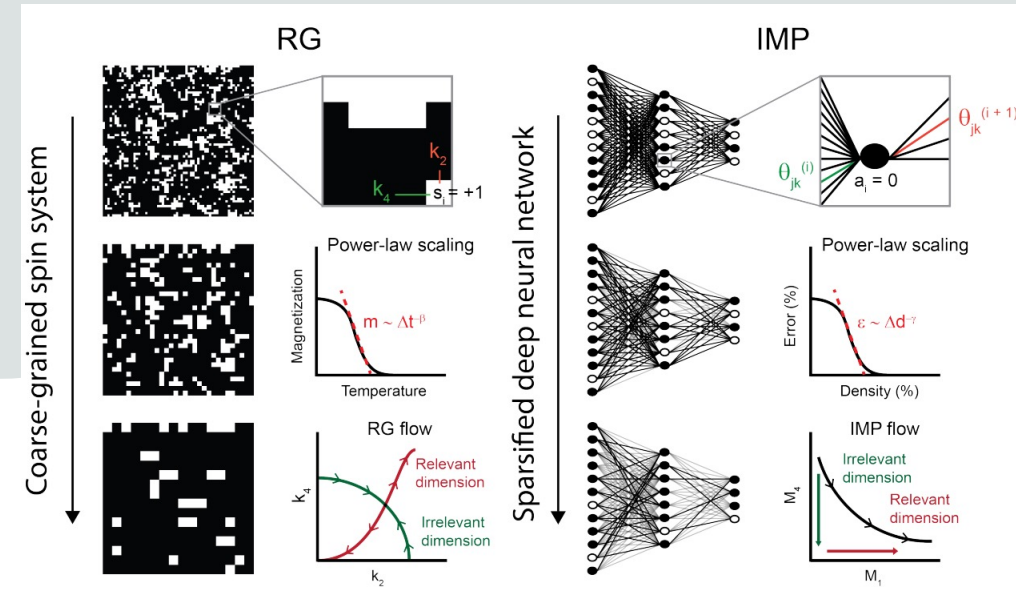 RG
IMP
Coarse-grained spin system
k₂
k₄
sᵢ = +1
Power-law scaling
Magnetization
m ~ Δt⁻ᵝ
Temperature
RG flow
k₄
Relevant
dimension
Irrelevant
dimension
k₂
Sparsified deep neural network
θⱼₖ⁽ⁱ ⁺ ¹⁾
θⱼₖ⁽ⁱ⁾
aᵢ = 0
Power-law scaling
Error (%)
ε ~ Δd⁻ᵞ
Density (%)
IMP flow
M₄
Irrelevant
dimension
Relevant
dimension
M₁